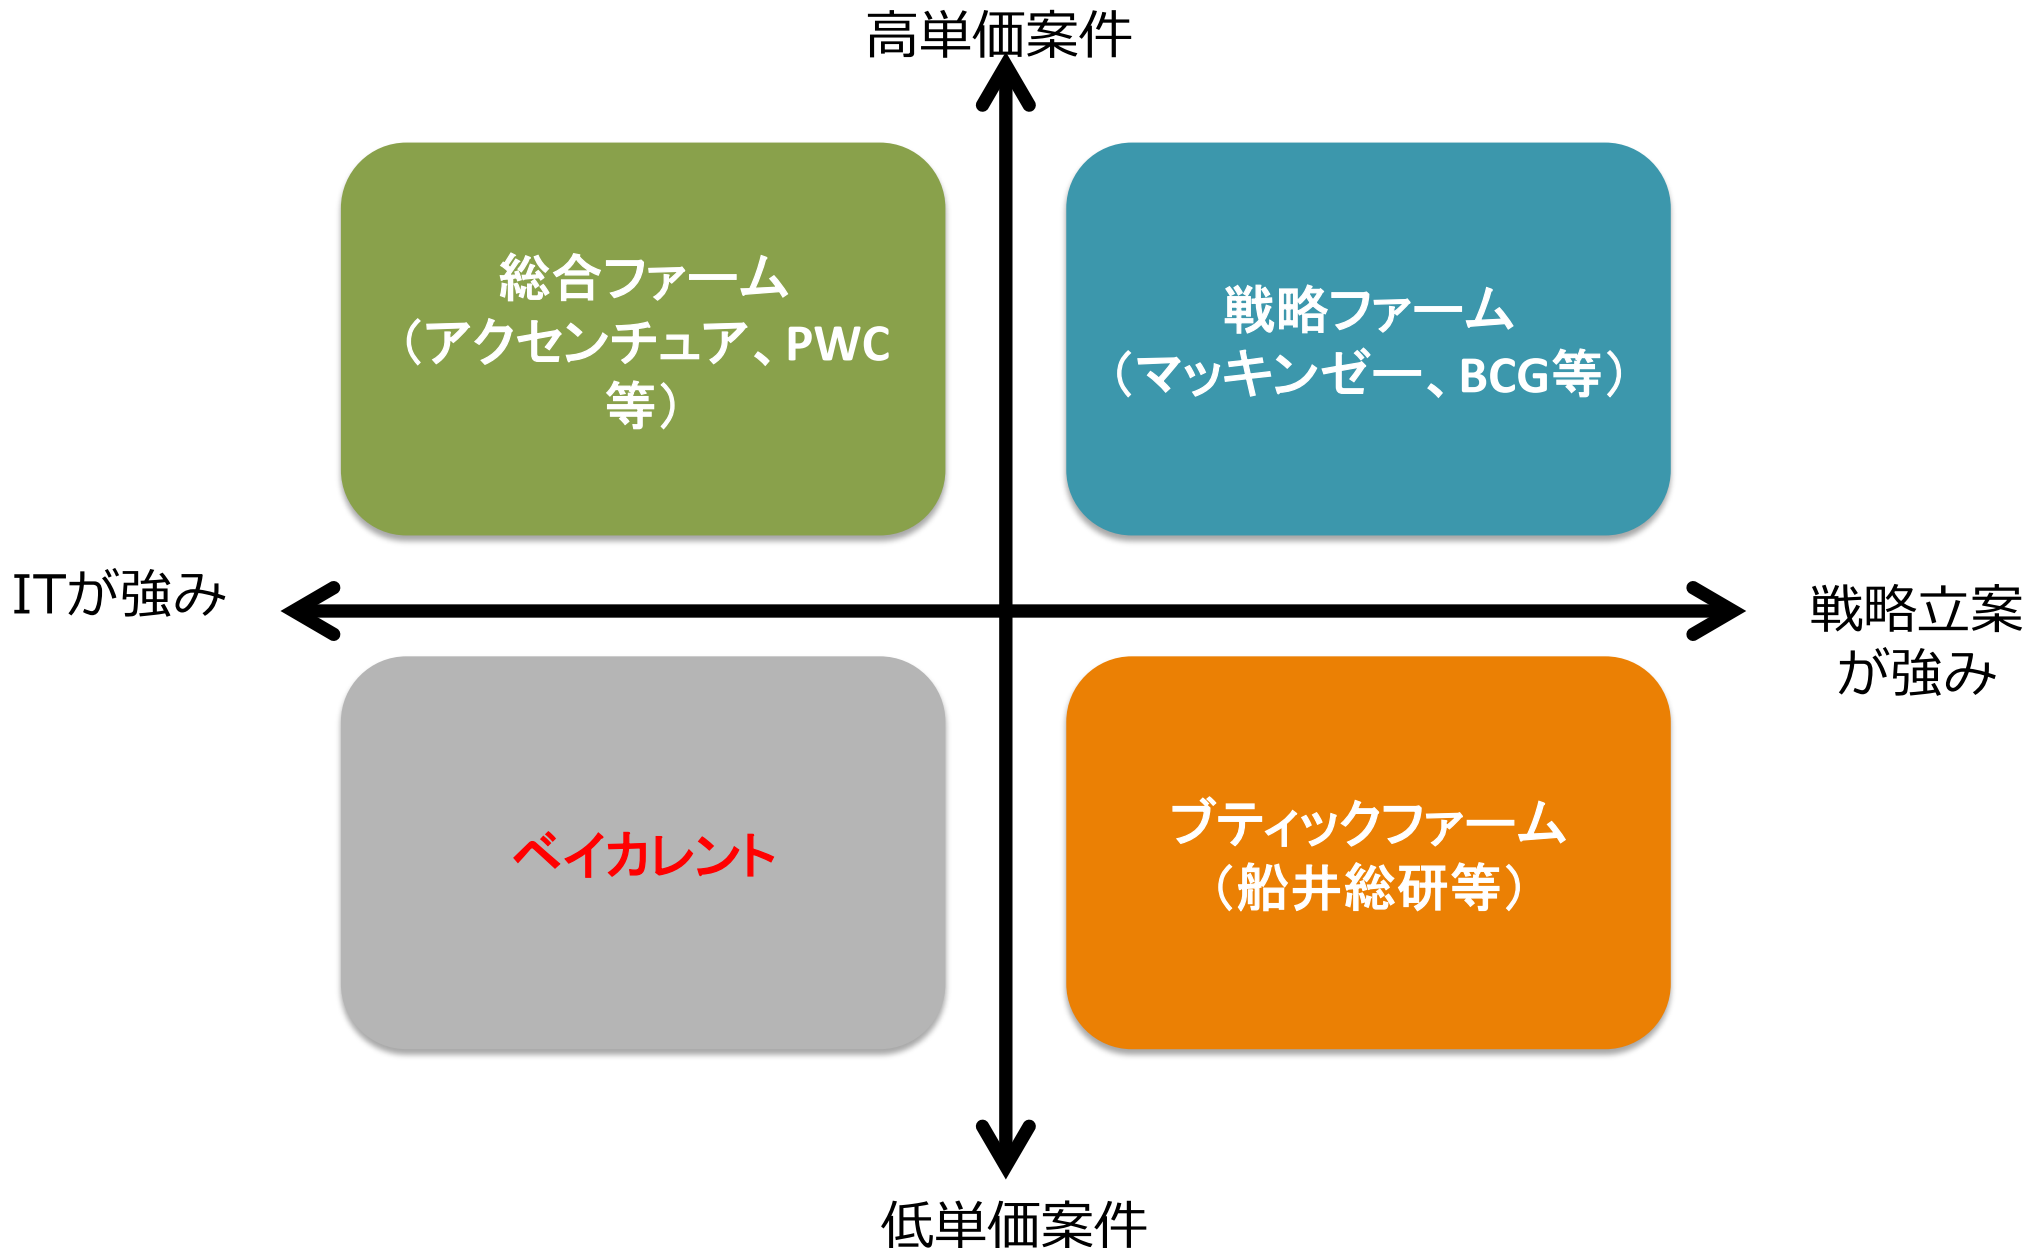 高単価案件
総合ファーム
（アクセンチュア、PWC
等）
戦略ファーム
（マッキンゼー、BCG等）
ITが強み
戦略立案
が強み
ベイカレント
ブティックファーム
（船井総研等）
低単価案件